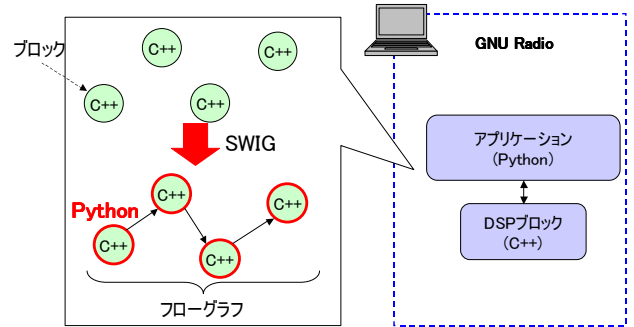 ブロック
C++
C++
C++
C++
SWIG
Python
C++
C++
C++
C++
フローグラフ
GNU Radio
アプリケーション
(Python)
DSPブロック
(C++)